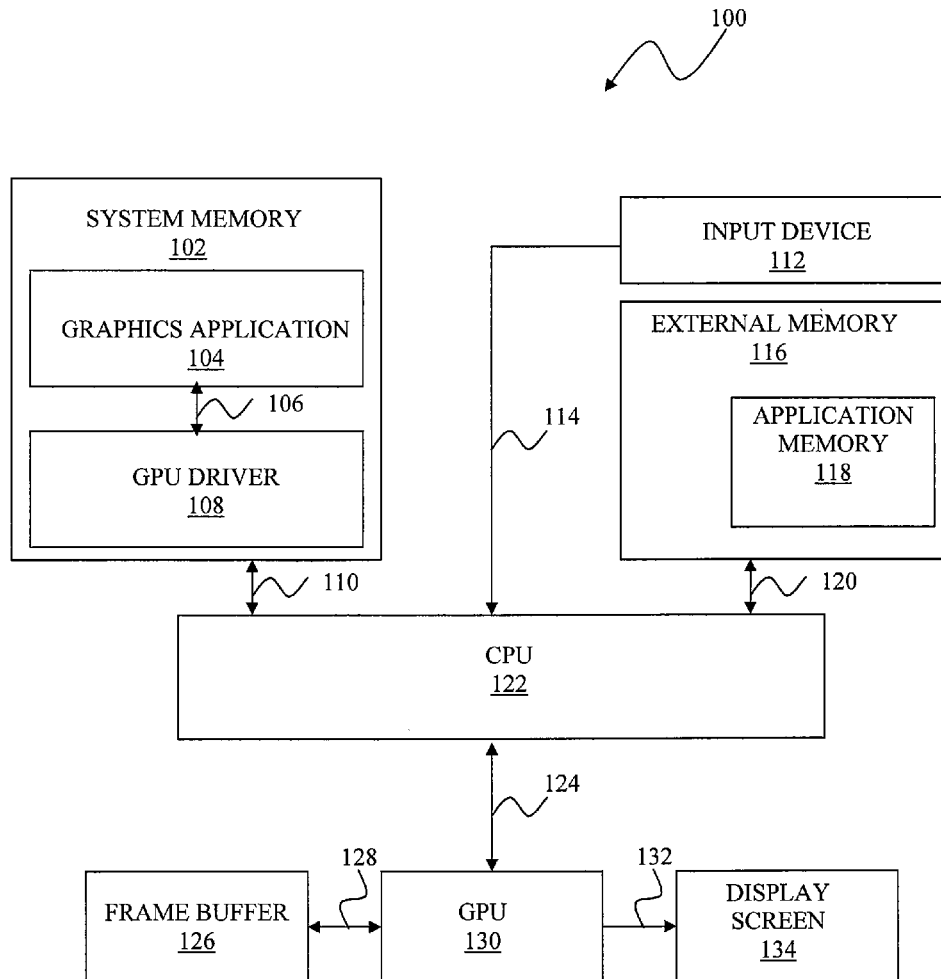 100
SYSTEM MEMORY
102
GRAPHICS APPLICATION
104
106
GPU DRIVER
108
110
INPUT DEVICE
112
114
EXTERNAL MEMORY
116
APPLICATION
MEMORY
118
120
CPU
122
124
FRAME BUFFER
126
128
GPU
130
132
DISPLAY
SCREEN
134